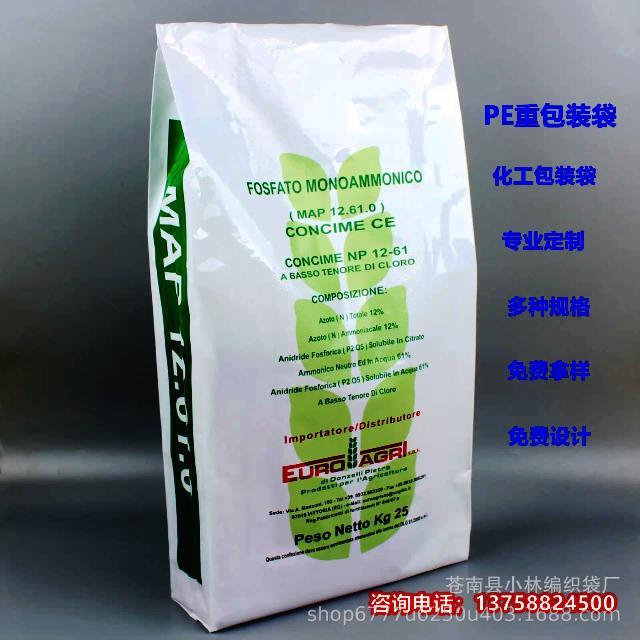 FOSFATO MONOAMMONICO
( MAP 12.61.0 )
CONCIME CE
CONCIME NP 12-61
A BASSO TENORE DI CLORO
COMPOSIZIONE:
Azoto ( N ) Totale 12%
Azoto ( N ) Ammoniacale 12%
Anidride Fosforica ( P2 O5 ) Solubile In Citrato
Ammonico Neutro Ed In Acqua 61%
Anidride Fosforica ( P2 O5 ) Solubile In Acqua 61%
A Basso Tenore Di Cloro
Importatore/Distributore
EUROAGRI S.R.L.
di Donzelli Pietro
Prodotti per l'Agricoltura
Peso Netto Kg 25
MAP 12.61.0
PE重包装袋
化工包装袋
专业定制
多种规格
免费拿样
免费设计
苍南县小林编织袋厂
咨询电话：13758824500
shop6777u6250u403.1688.com